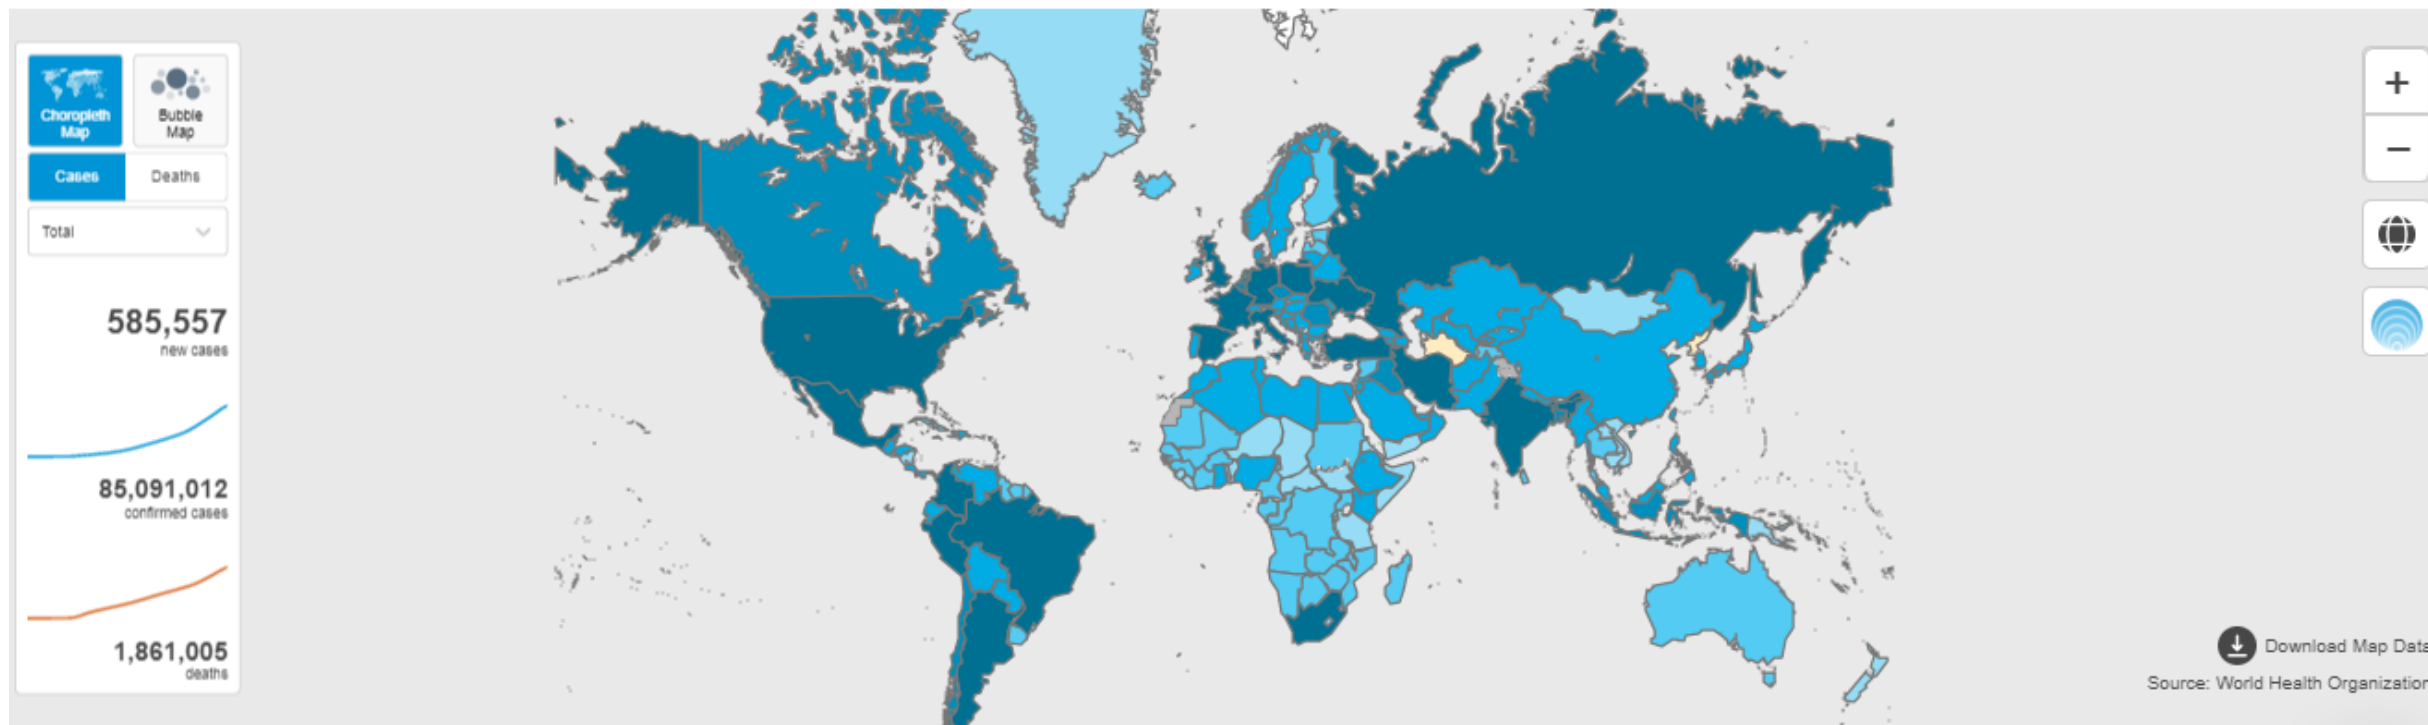 Choropleth
Map
Bubble
Map
Cases
Deaths
Total
585,557
new cases
85,091,012
confirmed cases
1,861,005
deaths
+
−
Download Map Data
Source: World Health Organization